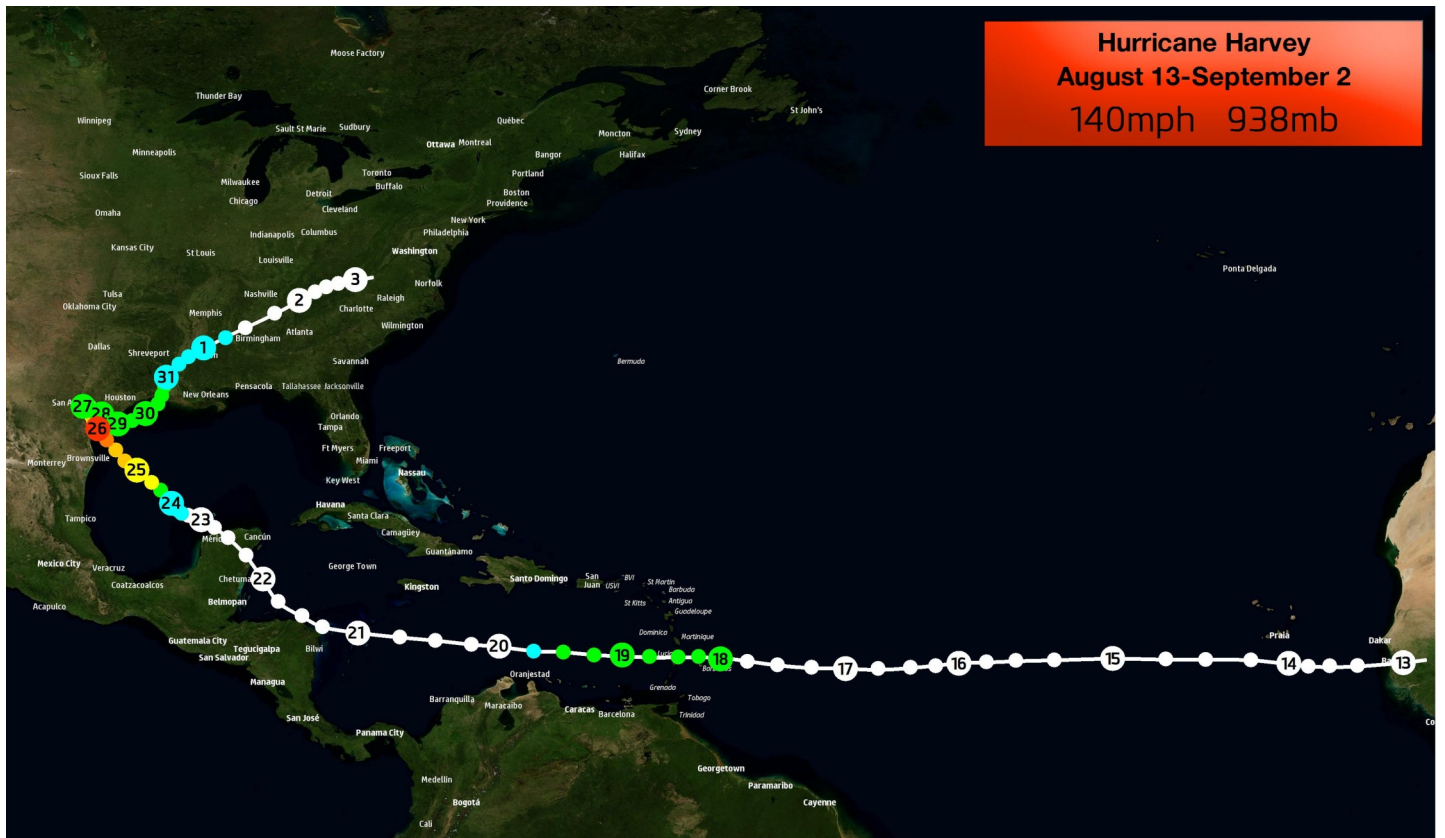 Hurricane Harvey
August 13-September 2
140mph 938mb
Moose Factory
Corner Brook
Thunder Bay
St John's
Winnipeg
Québec
Sault St Marie
Sudbury
Moncton
Sydney
Ottawa
Montreal
Minneapolis
Bangor
Halifax
Sioux Falls
Toronto
Portland
Milwaukee
Buffalo
Detroit
Boston
Chicago
Providence
Omaha
Cleveland
New York
Indianapolis
Columbus
Philadelphia
Kansas City
St Louis
Washington
Louisville
Ponta Delgada
3
Norfolk
Tulsa
Nashville
2
Raleigh
Oklahoma City
Memphis
Charlotte
Wilmington
Atlanta
Birmingham
Dallas
1
Shreveport
Savannah
Bermuda
31
Pensacola
Tallahassee
Jacksonville
New Orleans
Houston
San A
27
28
29
30
Orlando
Tampa
26
Ft Myers
Freeport
Brownsville
Miami
Monterrey
25
Nassau
Key West
24
Havana
Santa Clara
Tampico
23
Camagüey
Mérid
Cancún
Guantánamo
Mexico City
Veracruz
George Town
Chetuma
22
Coatzacoalcos
Kingston
Santo Domingo
San
Juan
USVI
BVI
St Martin
Barbuda
Antigua
Guadeloupe
St Kitts
Acapulco
Belmopan
Guatemala City
Tegucigalpa
San Salvador
Bilwi
21
20
19
18
17
16
15
14
13
Dominica
Martinique
Luci
Praiã
Dakar
Ba
Oranjestad
Managua
Grenada
Barranquilla
Maracaibo
Caracas
Barcelona
Tobago
Trinidad
San José
Panama City
Co
Georgetown
Medellin
Paramaribo
Bogotá
Cayenne
Cali